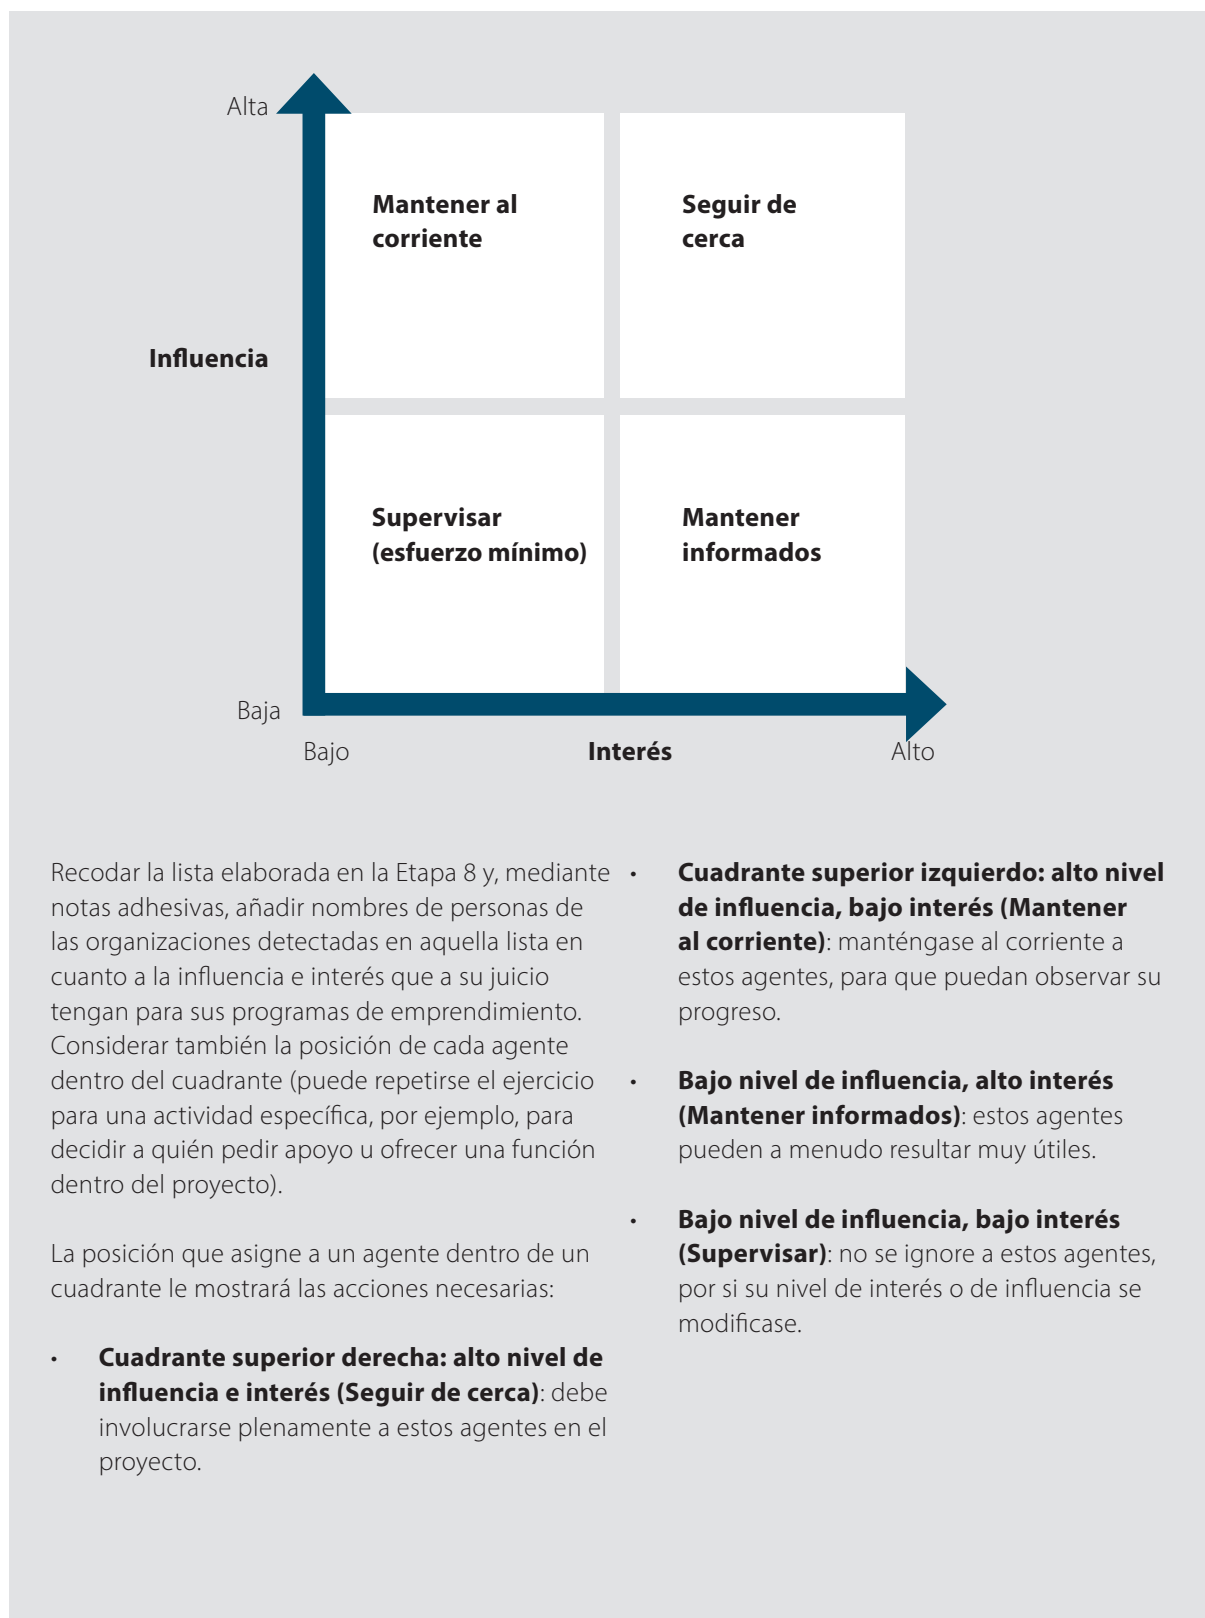 Alta
Mantener al
corriente
Seguir de
cerca
Influencia
Supervisar
(esfuerzo mínimo)
Mantener
informados
Baja
Bajo
Interés
Alto
Recodar la lista elaborada en la Etapa 8 y, mediante
notas adhesivas, añadir nombres de personas de
las organizaciones detectadas en aquella lista en
cuanto a la influencia e interés que a su juicio
tengan para sus programas de emprendimiento.
Considerar también la posición de cada agente
dentro del cuadrante (puede repetirse el ejercicio
para una actividad específica, por ejemplo, para
decidir a quién pedir apoyo u ofrecer una función
dentro del proyecto).
La posición que asigne a un agente dentro de un
cuadrante le mostrará las acciones necesarias:
• Cuadrante superior derecha: alto nivel de
influencia e interés (Seguir de cerca): debe
involucrarse plenamente a estos agentes en el
proyecto.
• Cuadrante superior izquierdo: alto nivel
de influencia, bajo interés (Mantener
al corriente): manténgase al corriente a
estos agentes, para que puedan observar su
progreso.
• Bajo nivel de influencia, alto interés
(Mantener informados): estos agentes
pueden a menudo resultar muy útiles.
• Bajo nivel de influencia, bajo interés
(Supervisar): no se ignore a estos agentes,
por si su nivel de interés o de influencia se
modificase.